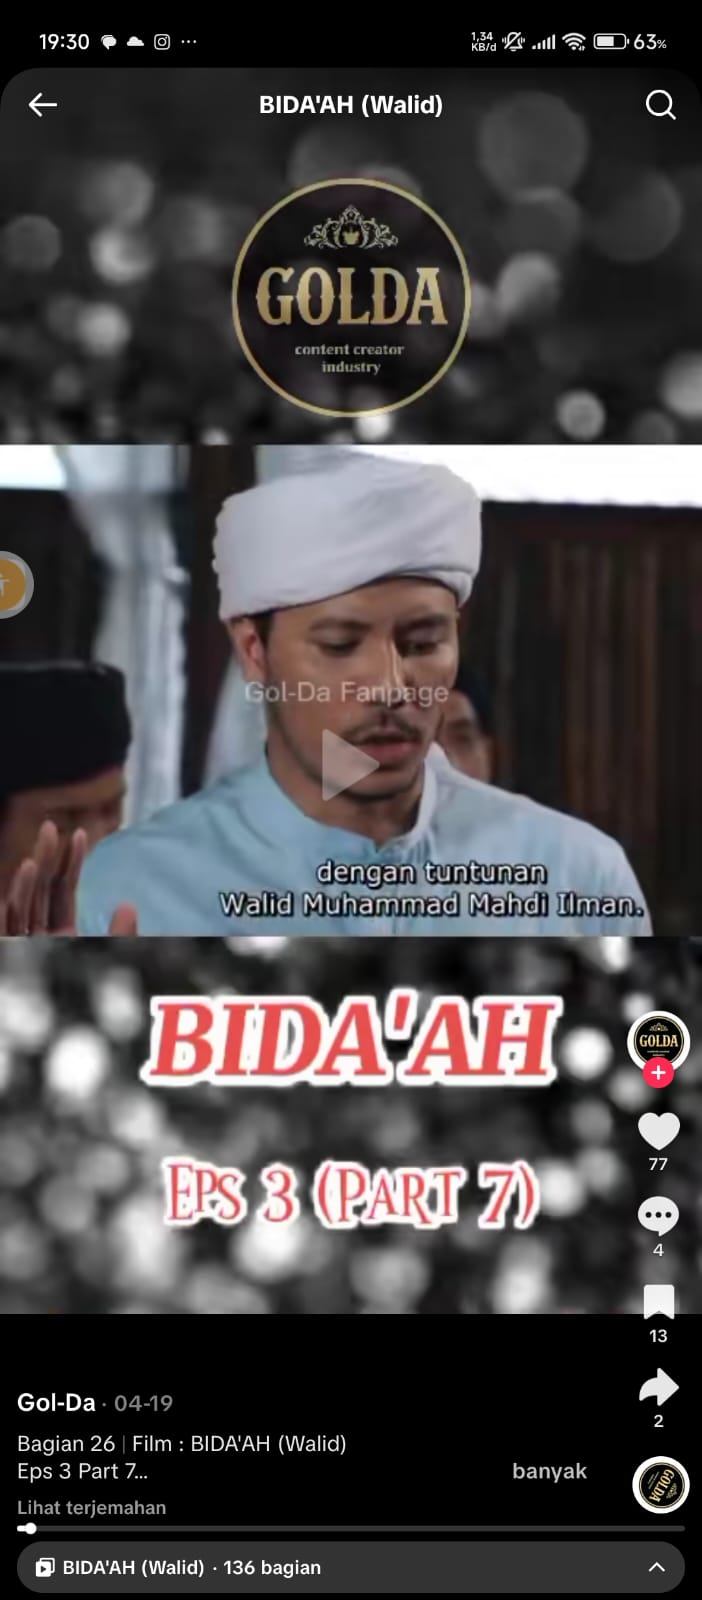 19:30
1,34
KB/d
63%
BIDA'AH (Walid)
GOLDA
content creator
industry
Gol-Da Fanpage
dengan tuntunan
Walid Muhammad Mahdi Ilman.
BIDA'AH
EPS 3 (PART 7)
GOLDA
77
4
13
2
Gol-Da · 04-19
Bagian 26 | Film : BIDA'AH (Walid)
Eps 3 Part 7... banyak
GOLDA
Lihat terjemahan
BIDA'AH (Walid) · 136 bagian